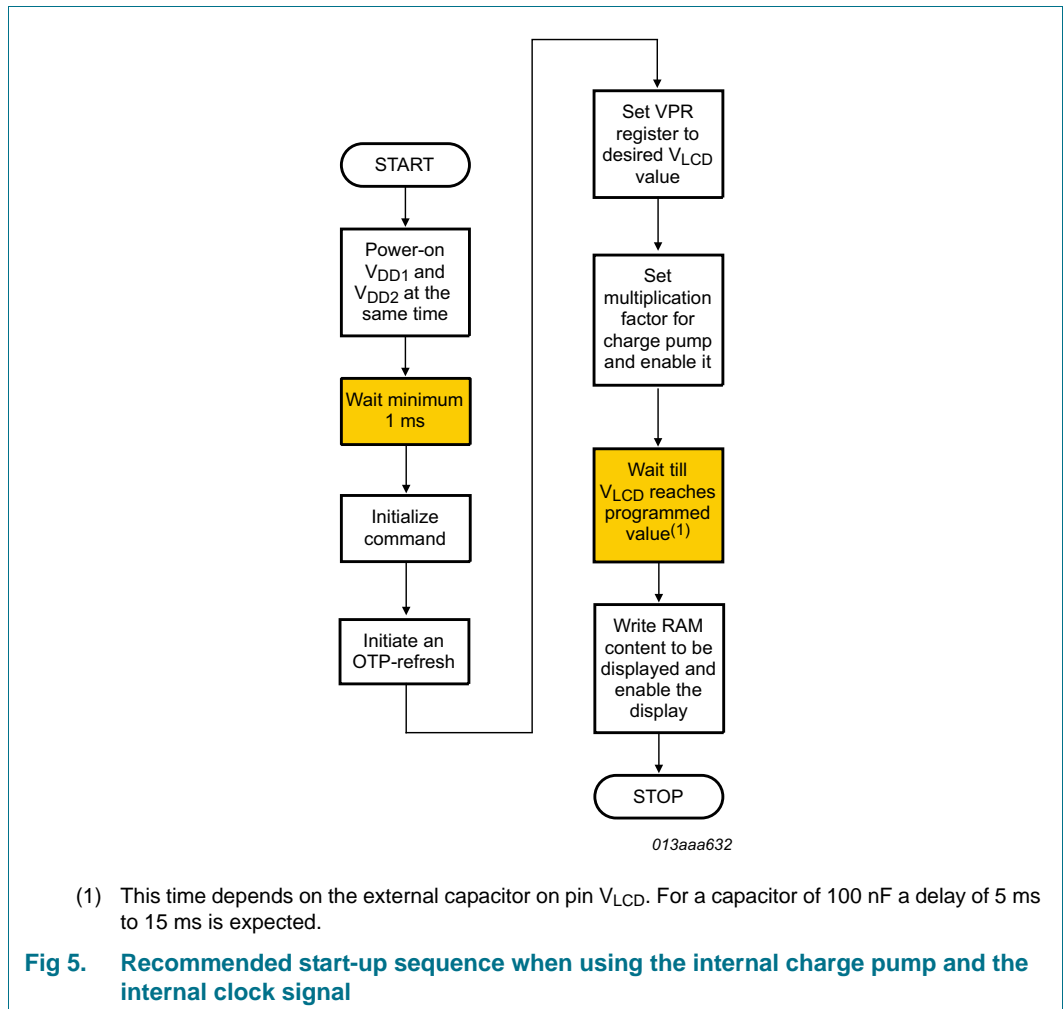 START
Power-on
VDD1 and
VDD2 at the
same time
Wait minimum
1 ms
Initialize
command
Initiate an
OTP-refresh
Set VPR
register to
desired VLCD
value
Set
multiplication
factor for
charge pump
and enable it
Wait till
VLCD reaches
programmed
value(1)
Write RAM
content to be
displayed and
enable the
display
STOP
013aaa632
(1) This time depends on the external capacitor on pin VLCD. For a capacitor of 100 nF a delay of 5 ms
to 15 ms is expected.
Fig 5. Recommended start-up sequence when using the internal charge pump and the
internal clock signal